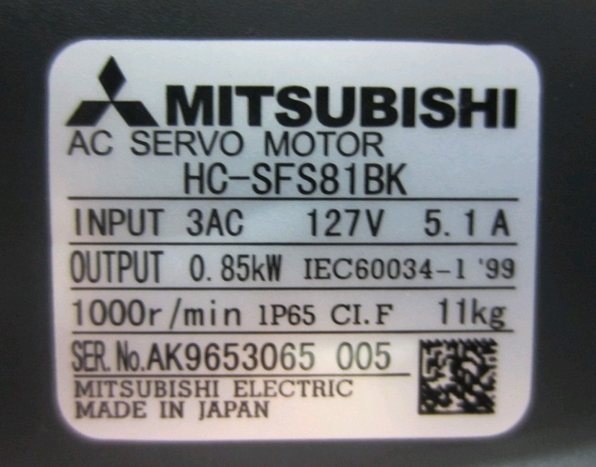 MITSUBISHI
AC SERVO MOTOR
HC-SFS81BK
INPUT 3AC 127V 5.1A
OUTPUT 0.85kW IEC60034-1 '99
1000r/min IP65 CI.F 11kg
SER.No.AK9653065 005
MITSUBISHI ELECTRIC
MADE IN JAPAN